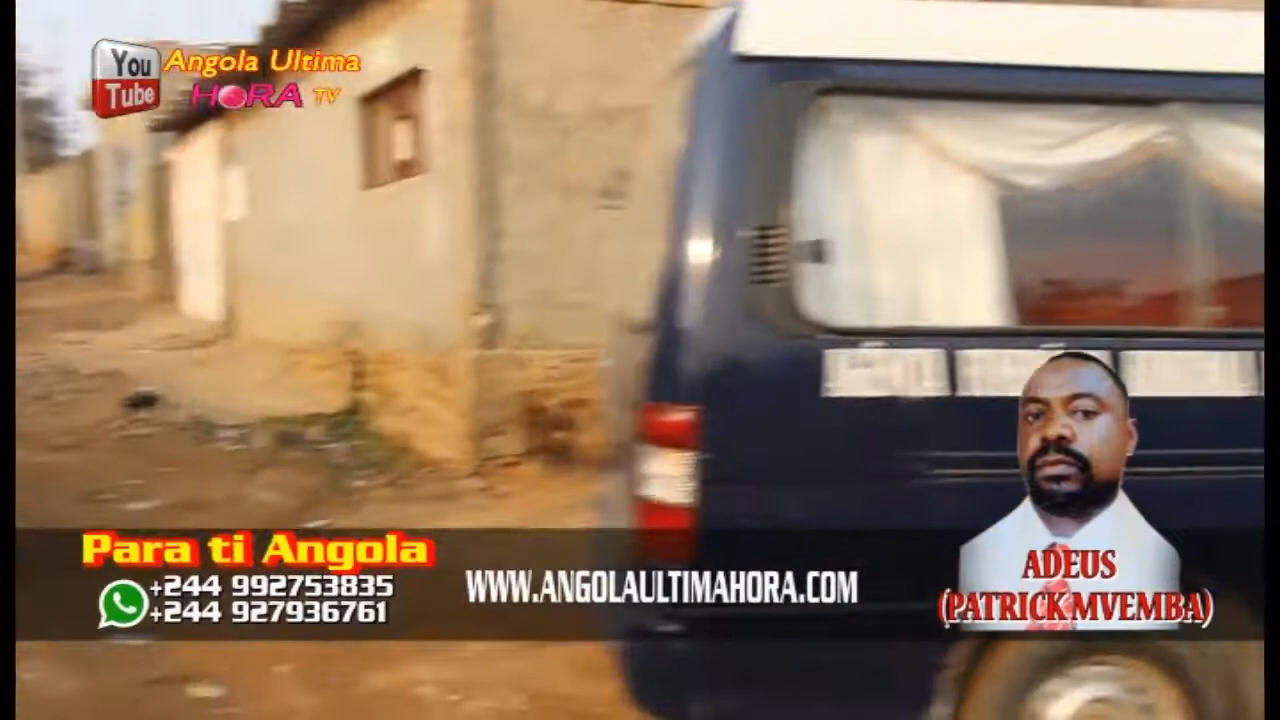 You
Tube
Angola Ultima
HORA TV
Para ti Angola
+244 992753835
+244 927936761
WWW.ANGOLAULTIMAHORA.COM
ADEUS
(PATRICK MVEMBA)